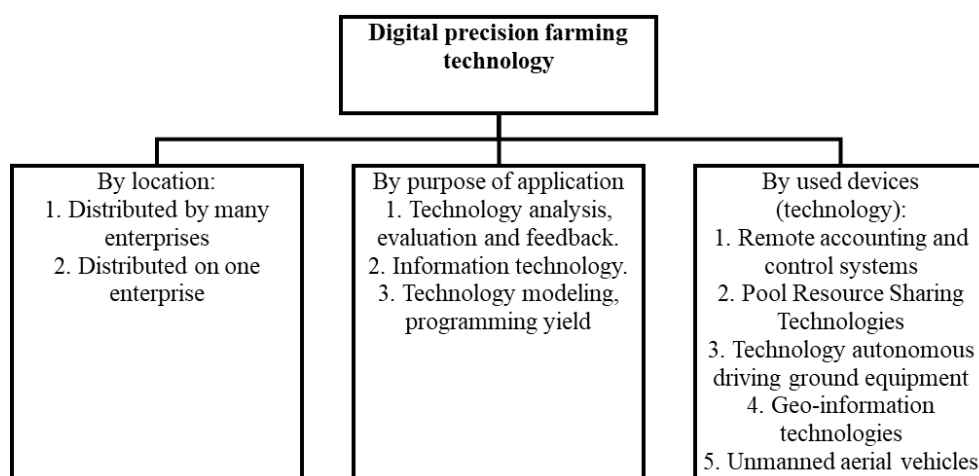 Digital precision farming
technology
By location:
1. Distributed by many
enterprises
2. Distributed on one
enterprise
By purpose of application
1. Technology analysis,
evaluation and feedback.
2. Information technology.
3. Technology modeling,
programming yield
By used devices
(technology):
1. Remote accounting and
control systems
2. Pool Resource Sharing
Technologies
3. Technology autonomous
driving ground equipment
4. Geo-information
technologies
5. Unmanned aerial vehicles